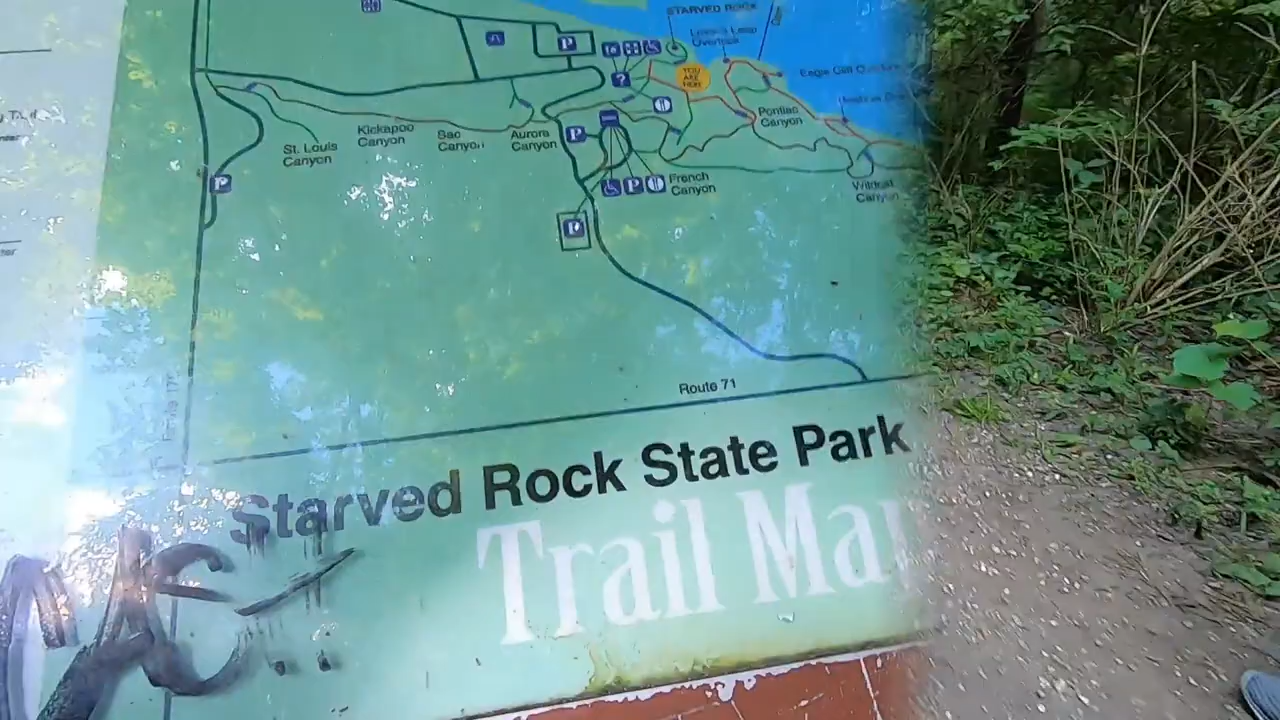 STARVED ROCK
Lover's Leap
Overlook
Eagle Cliff Overlook
YOU
ARE
HERE
P
?
Pontiac
Canyon
St. Louis
Canyon
Kickapoo
Canyon
Sac
Canyon
Aurora
Canyon
P
P
P
French
Canyon
Wildcat
Canyon
Route 71
Starved Rock State Park
Trail Map